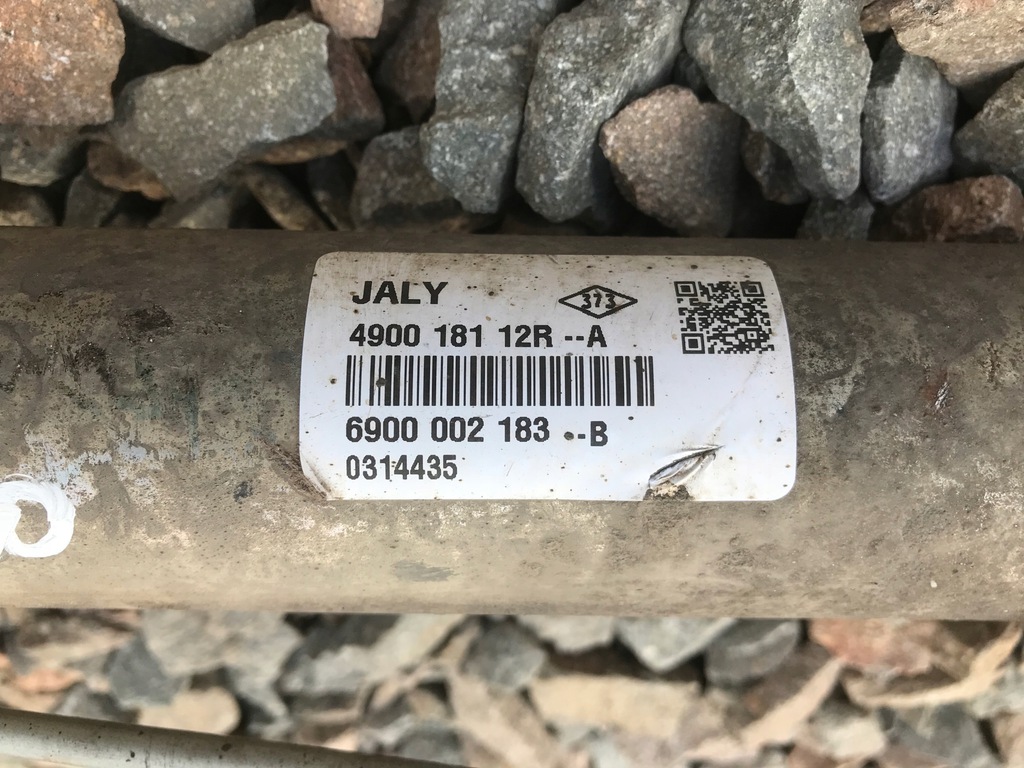 JALY
373
4900 181 12R --A
6900 002 183 --B
0314435